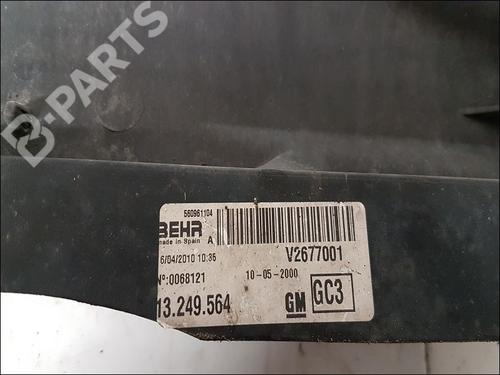 B-PARTS
560961104
BEHR
made in Spain A
6/04/2010 10:36
V2677001
Nº:0068121
10-05-2000
13.249.564
GM
GC3